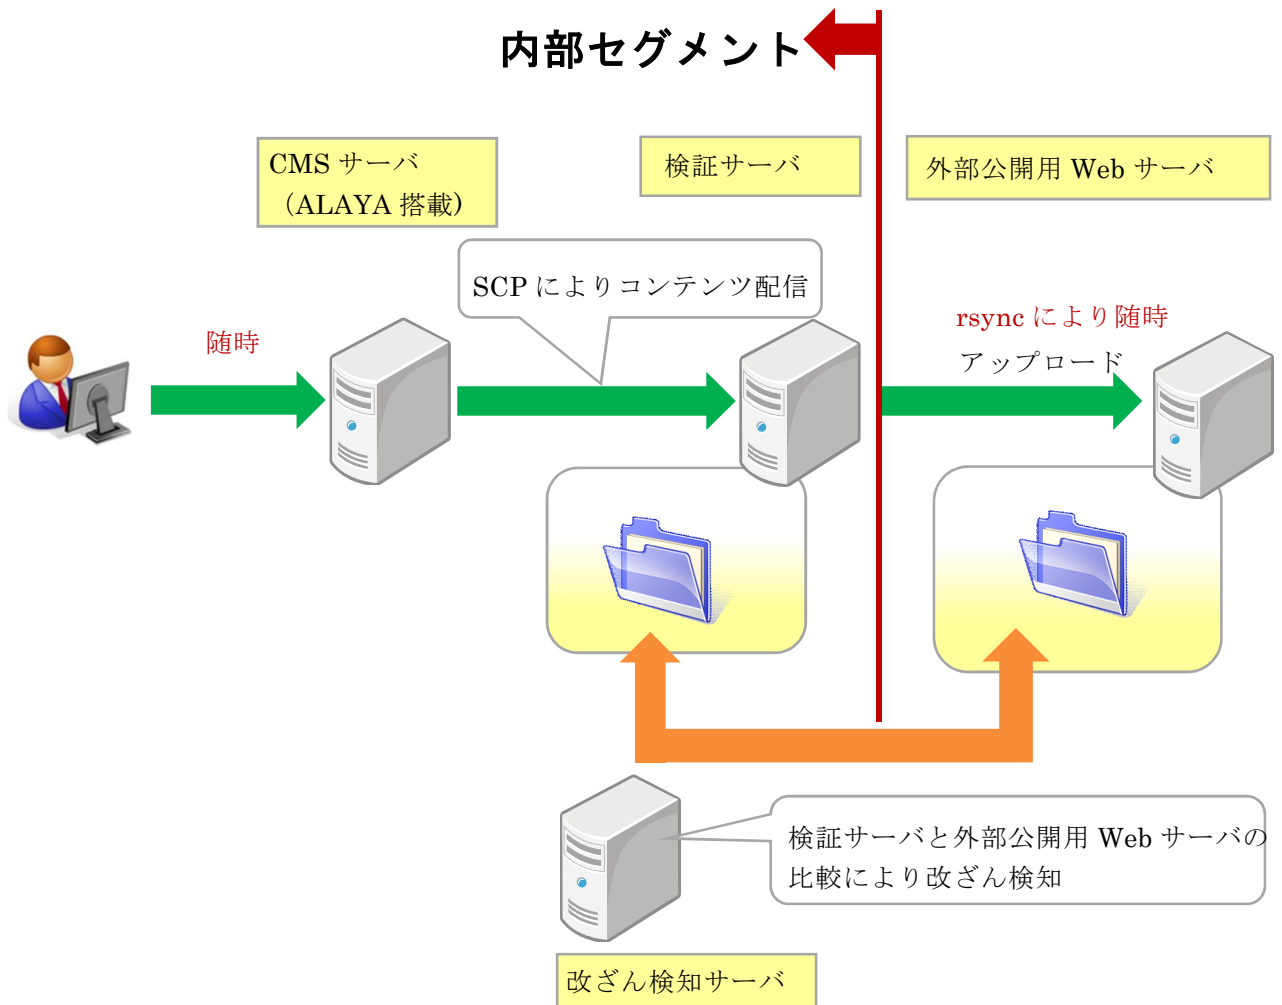 内部セグメント
CMS サーバ
（ALAYA 搭載)
検証サーバ
外部公開用 Web サーバ
SCP によりコンテンツ配信
随時
rsync により随時
アップロード
検証サーバと外部公開用 Web サーバの
比較により改ざん検知
改ざん検知サーバ